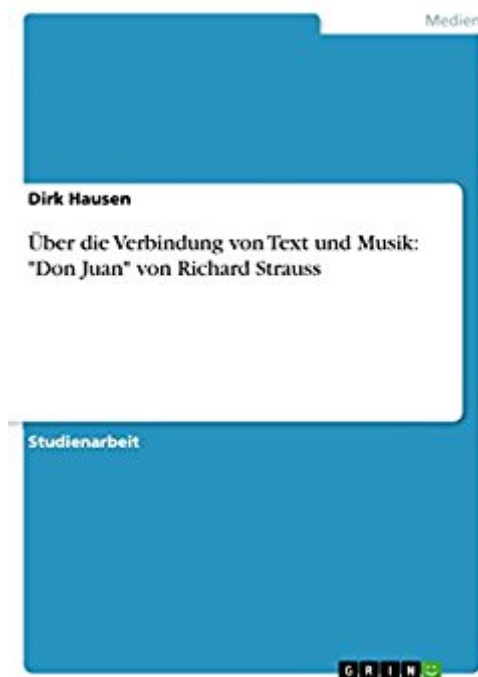 Medien
Dirk Hausen
Über die Verbindung von Text und Musik:
"Don Juan" von Richard Strauss
Studienarbeit
GRIN